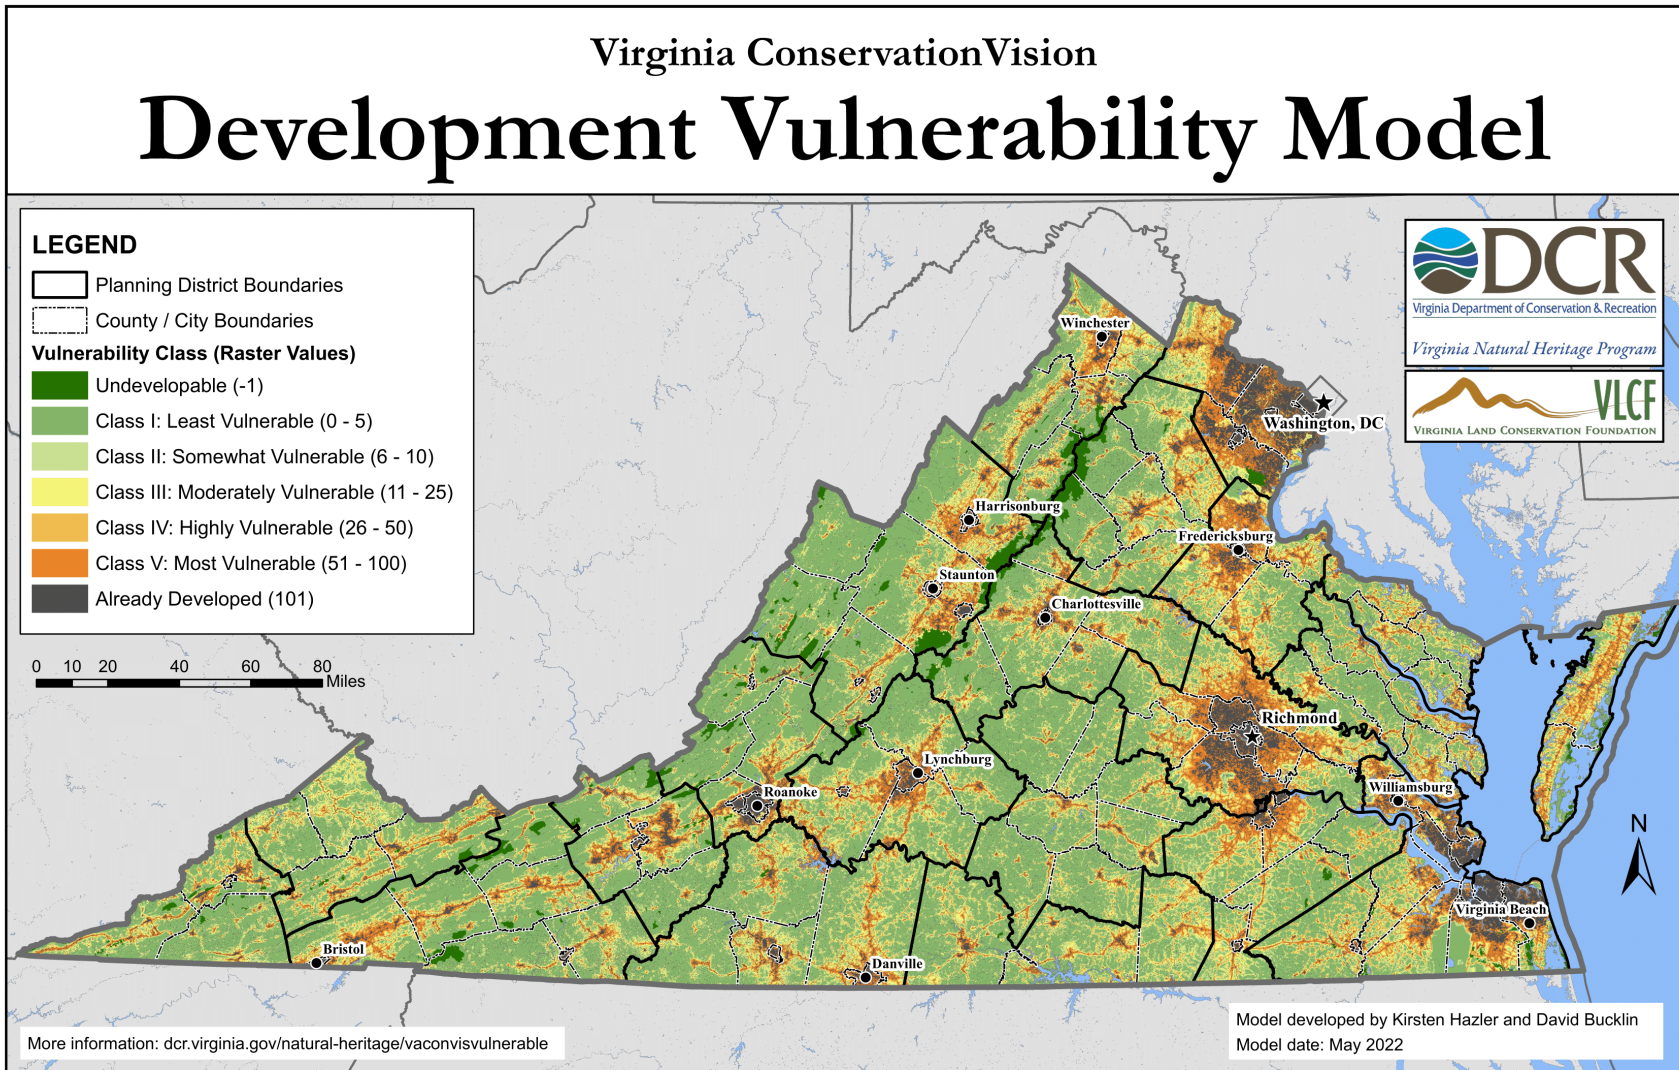 Virginia ConservationVision
Development Vulnerability Model
LEGEND
Planning District Boundaries
County / City Boundaries
Vulnerability Class (Raster Values)
Undevelopable (-1)
Class I: Least Vulnerable (0 - 5)
Class II: Somewhat Vulnerable (6 - 10)
Class III: Moderately Vulnerable (11 - 25)
Class IV: Highly Vulnerable (26 - 50)
Class V: Most Vulnerable (51 - 100)
Already Developed (101)
0 10 20 40 60 80
Miles
DCR
Virginia Department of Conservation & Recreation
Virginia Natural Heritage Program
VLCF
VIRGINIA LAND CONSERVATION FOUNDATION
Winchester
Washington, DC
Harrisonburg
Fredericksburg
Staunton
Charlottesville
Richmond
Lynchburg
Roanoke
Williamsburg
Virginia Beach
Bristol
Danville
N
More information: dcr.virginia.gov/natural-heritage/vaconvisvulnerable
Model developed by Kirsten Hazler and David Bucklin
Model date: May 2022